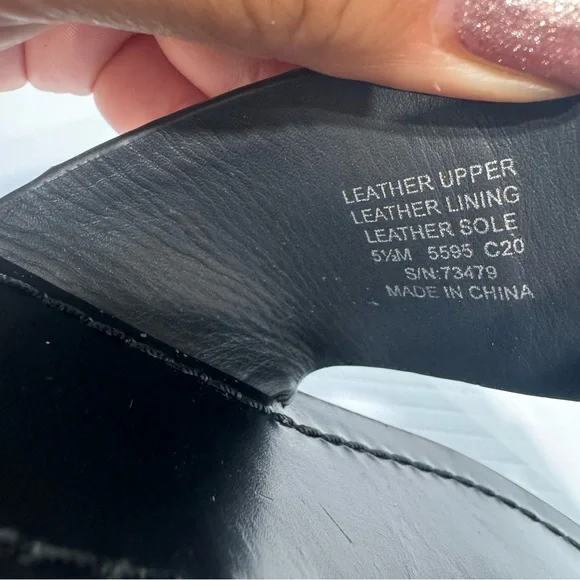 LEATHER UPPER
LEATHER LINING
LEATHER SOLE
5½M 5595 C20
S/N:73479
MADE IN CHINA